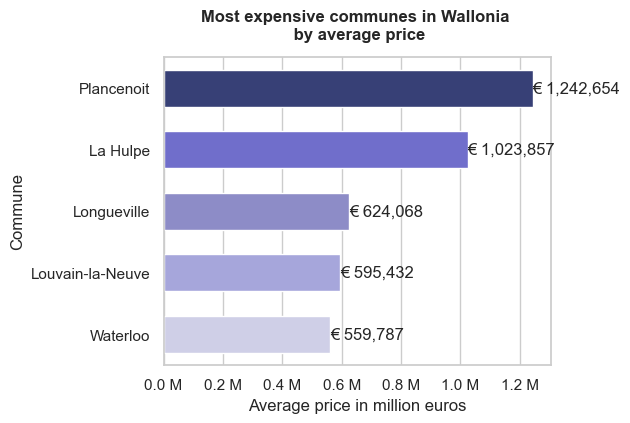 Most expensive communes in Wallonia
by average price
Commune
Plancenoit
€ 1,242,654
La Hulpe
€ 1,023,857
Longueville
€ 624,068
Louvain-la-Neuve
€ 595,432
Waterloo
€ 559,787
0.0 M 0.2 M 0.4 M 0.6 M 0.8 M 1.0 M 1.2 M
Average price in million euros